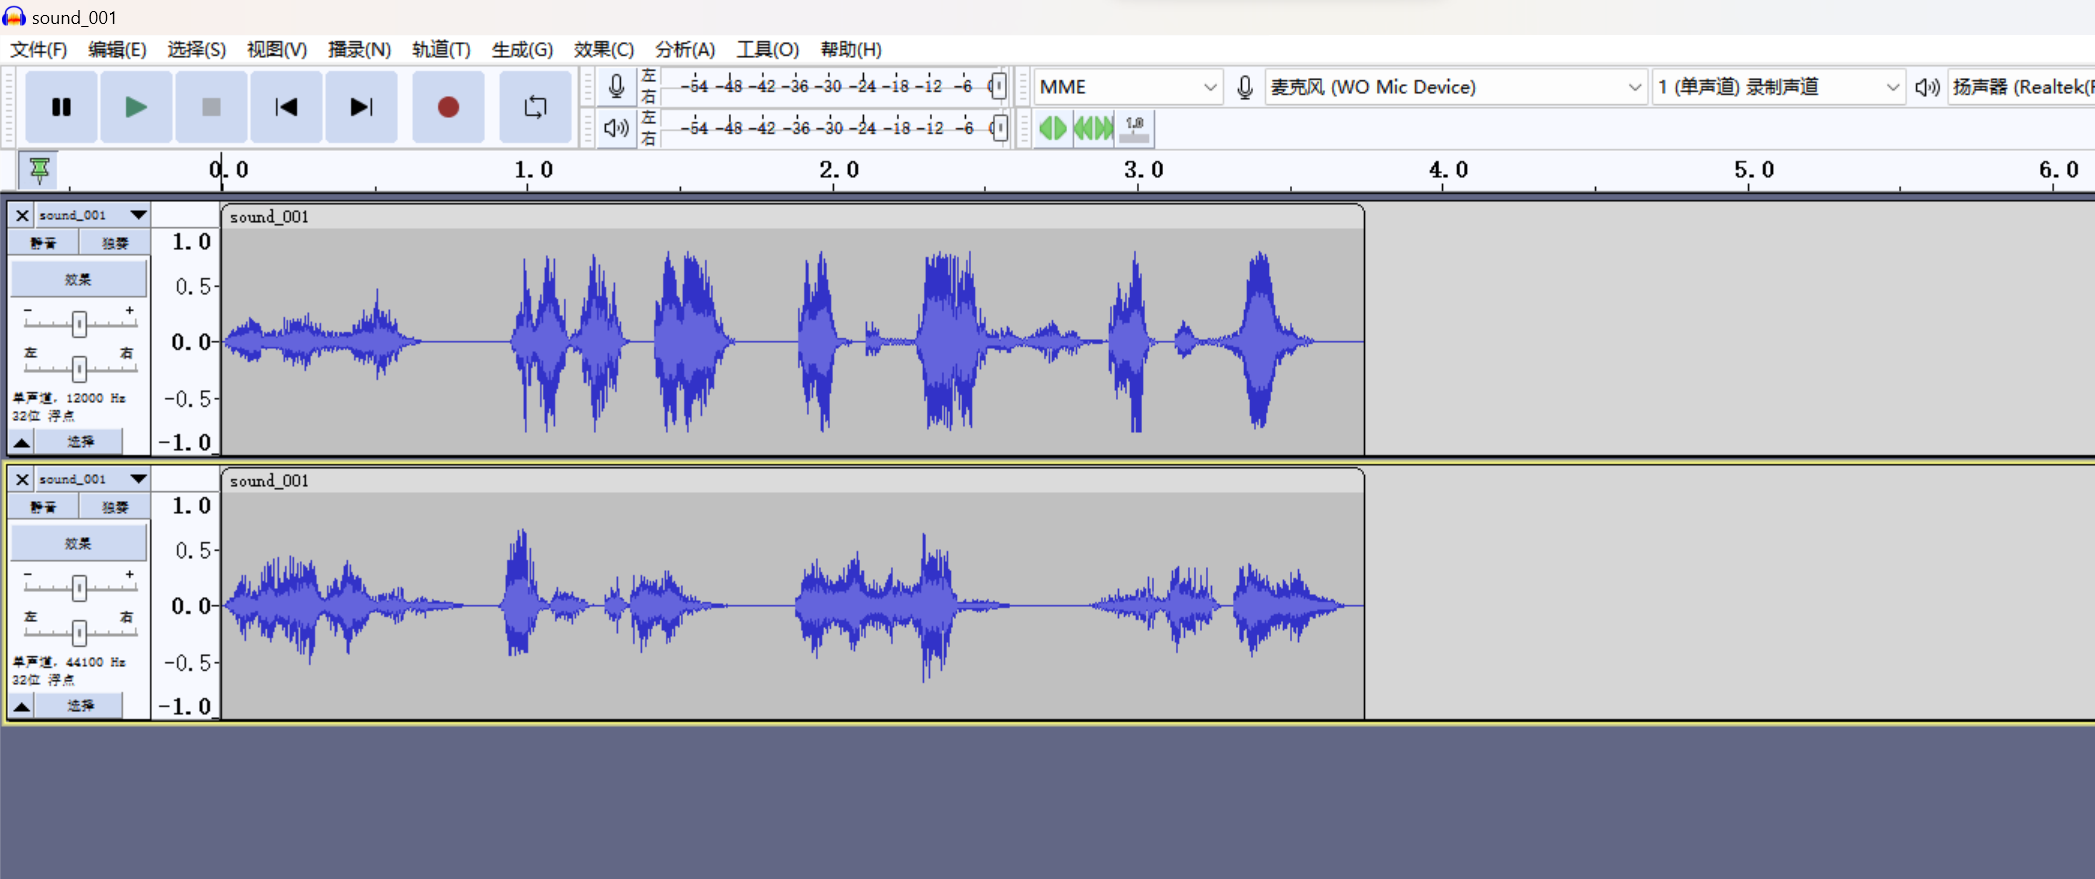 sound_001
文件(F) 编辑(E) 选择(S) 视图(V) 播录(N) 轨道(T) 生成(G) 效果(C) 分析(A) 工具(O) 帮助(H)
左 右 -54 -48 -42 -36 -30 -24 -18 -12 -6 MME 麦克风 (WO Mic Device) 1 (单声道) 录制声道 扬声器 (Realtek(
左 右 -54 -48 -42 -36 -30 -24 -18 -12 -6 1.0
0.0 1.0 2.0 3.0 4.0 5.0 6.0
sound_001 sound_001
静音 独奏 1.0
效果 0.5
- +
0.0
左 右
单声道, 12000 Hz -0.5
32位 浮点
选择 -1.0
sound_001 sound_001
静音 独奏 1.0
效果 0.5
- +
0.0
左 右
单声道, 44100 Hz -0.5
32位 浮点
选择 -1.0